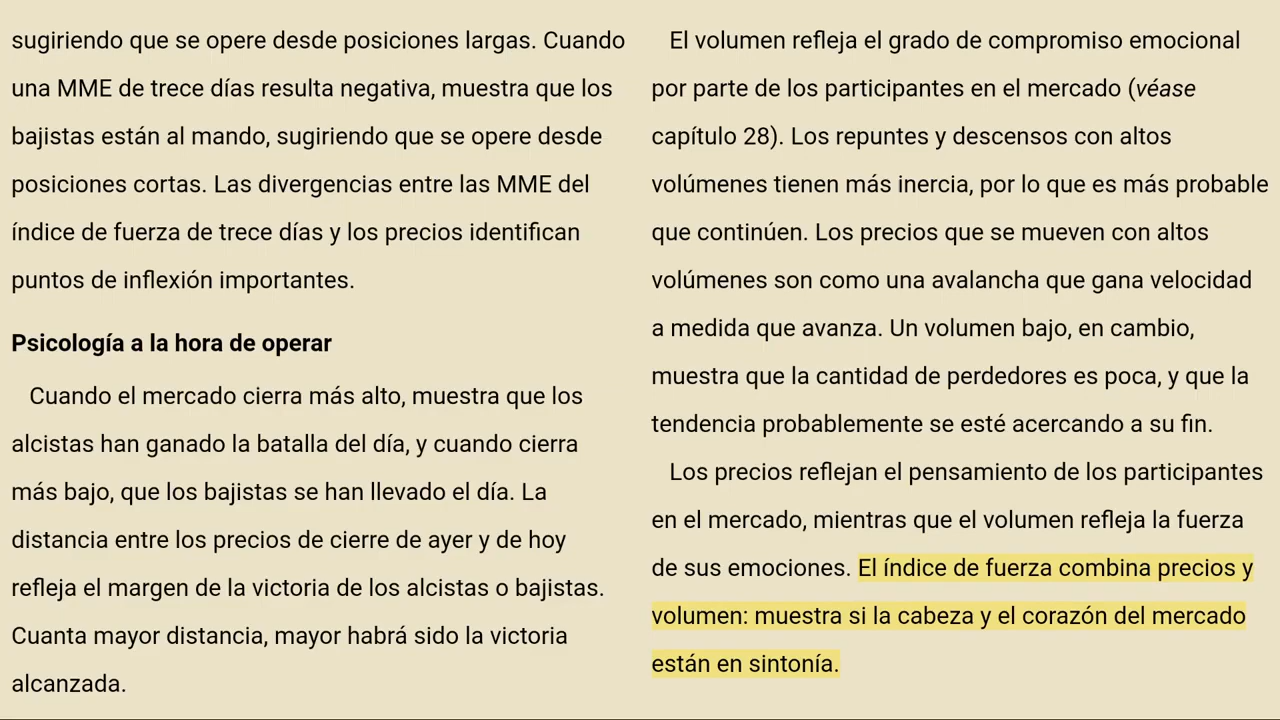 sugiriendo que se opere desde posiciones largas. Cuando
una MME de trece días resulta negativa, muestra que los
bajistas están al mando, sugiriendo que se opere desde
posiciones cortas. Las divergencias entre las MME del
índice de fuerza de trece días y los precios identifican
puntos de inflexión importantes.
Psicología a la hora de operar
Cuando el mercado cierra más alto, muestra que los
alcistas han ganado la batalla del día, y cuando cierra
más bajo, que los bajistas se han llevado el día. La
distancia entre los precios de cierre de ayer y de hoy
refleja el margen de la victoria de los alcistas o bajistas.
Cuanta mayor distancia, mayor habrá sido la victoria
alcanzada.
El volumen refleja el grado de compromiso emocional
por parte de los participantes en el mercado (véase
capítulo 28). Los repuntes y descensos con altos
volúmenes tienen más inercia, por lo que es más probable
que continúen. Los precios que se mueven con altos
volúmenes son como una avalancha que gana velocidad
a medida que avanza. Un volumen bajo, en cambio,
muestra que la cantidad de perdedores es poca, y que la
tendencia probablemente se esté acercando a su fin.
Los precios reflejan el pensamiento de los participantes
en el mercado, mientras que el volumen refleja la fuerza
de sus emociones. El índice de fuerza combina precios y
volumen: muestra si la cabeza y el corazón del mercado
están en sintonía.